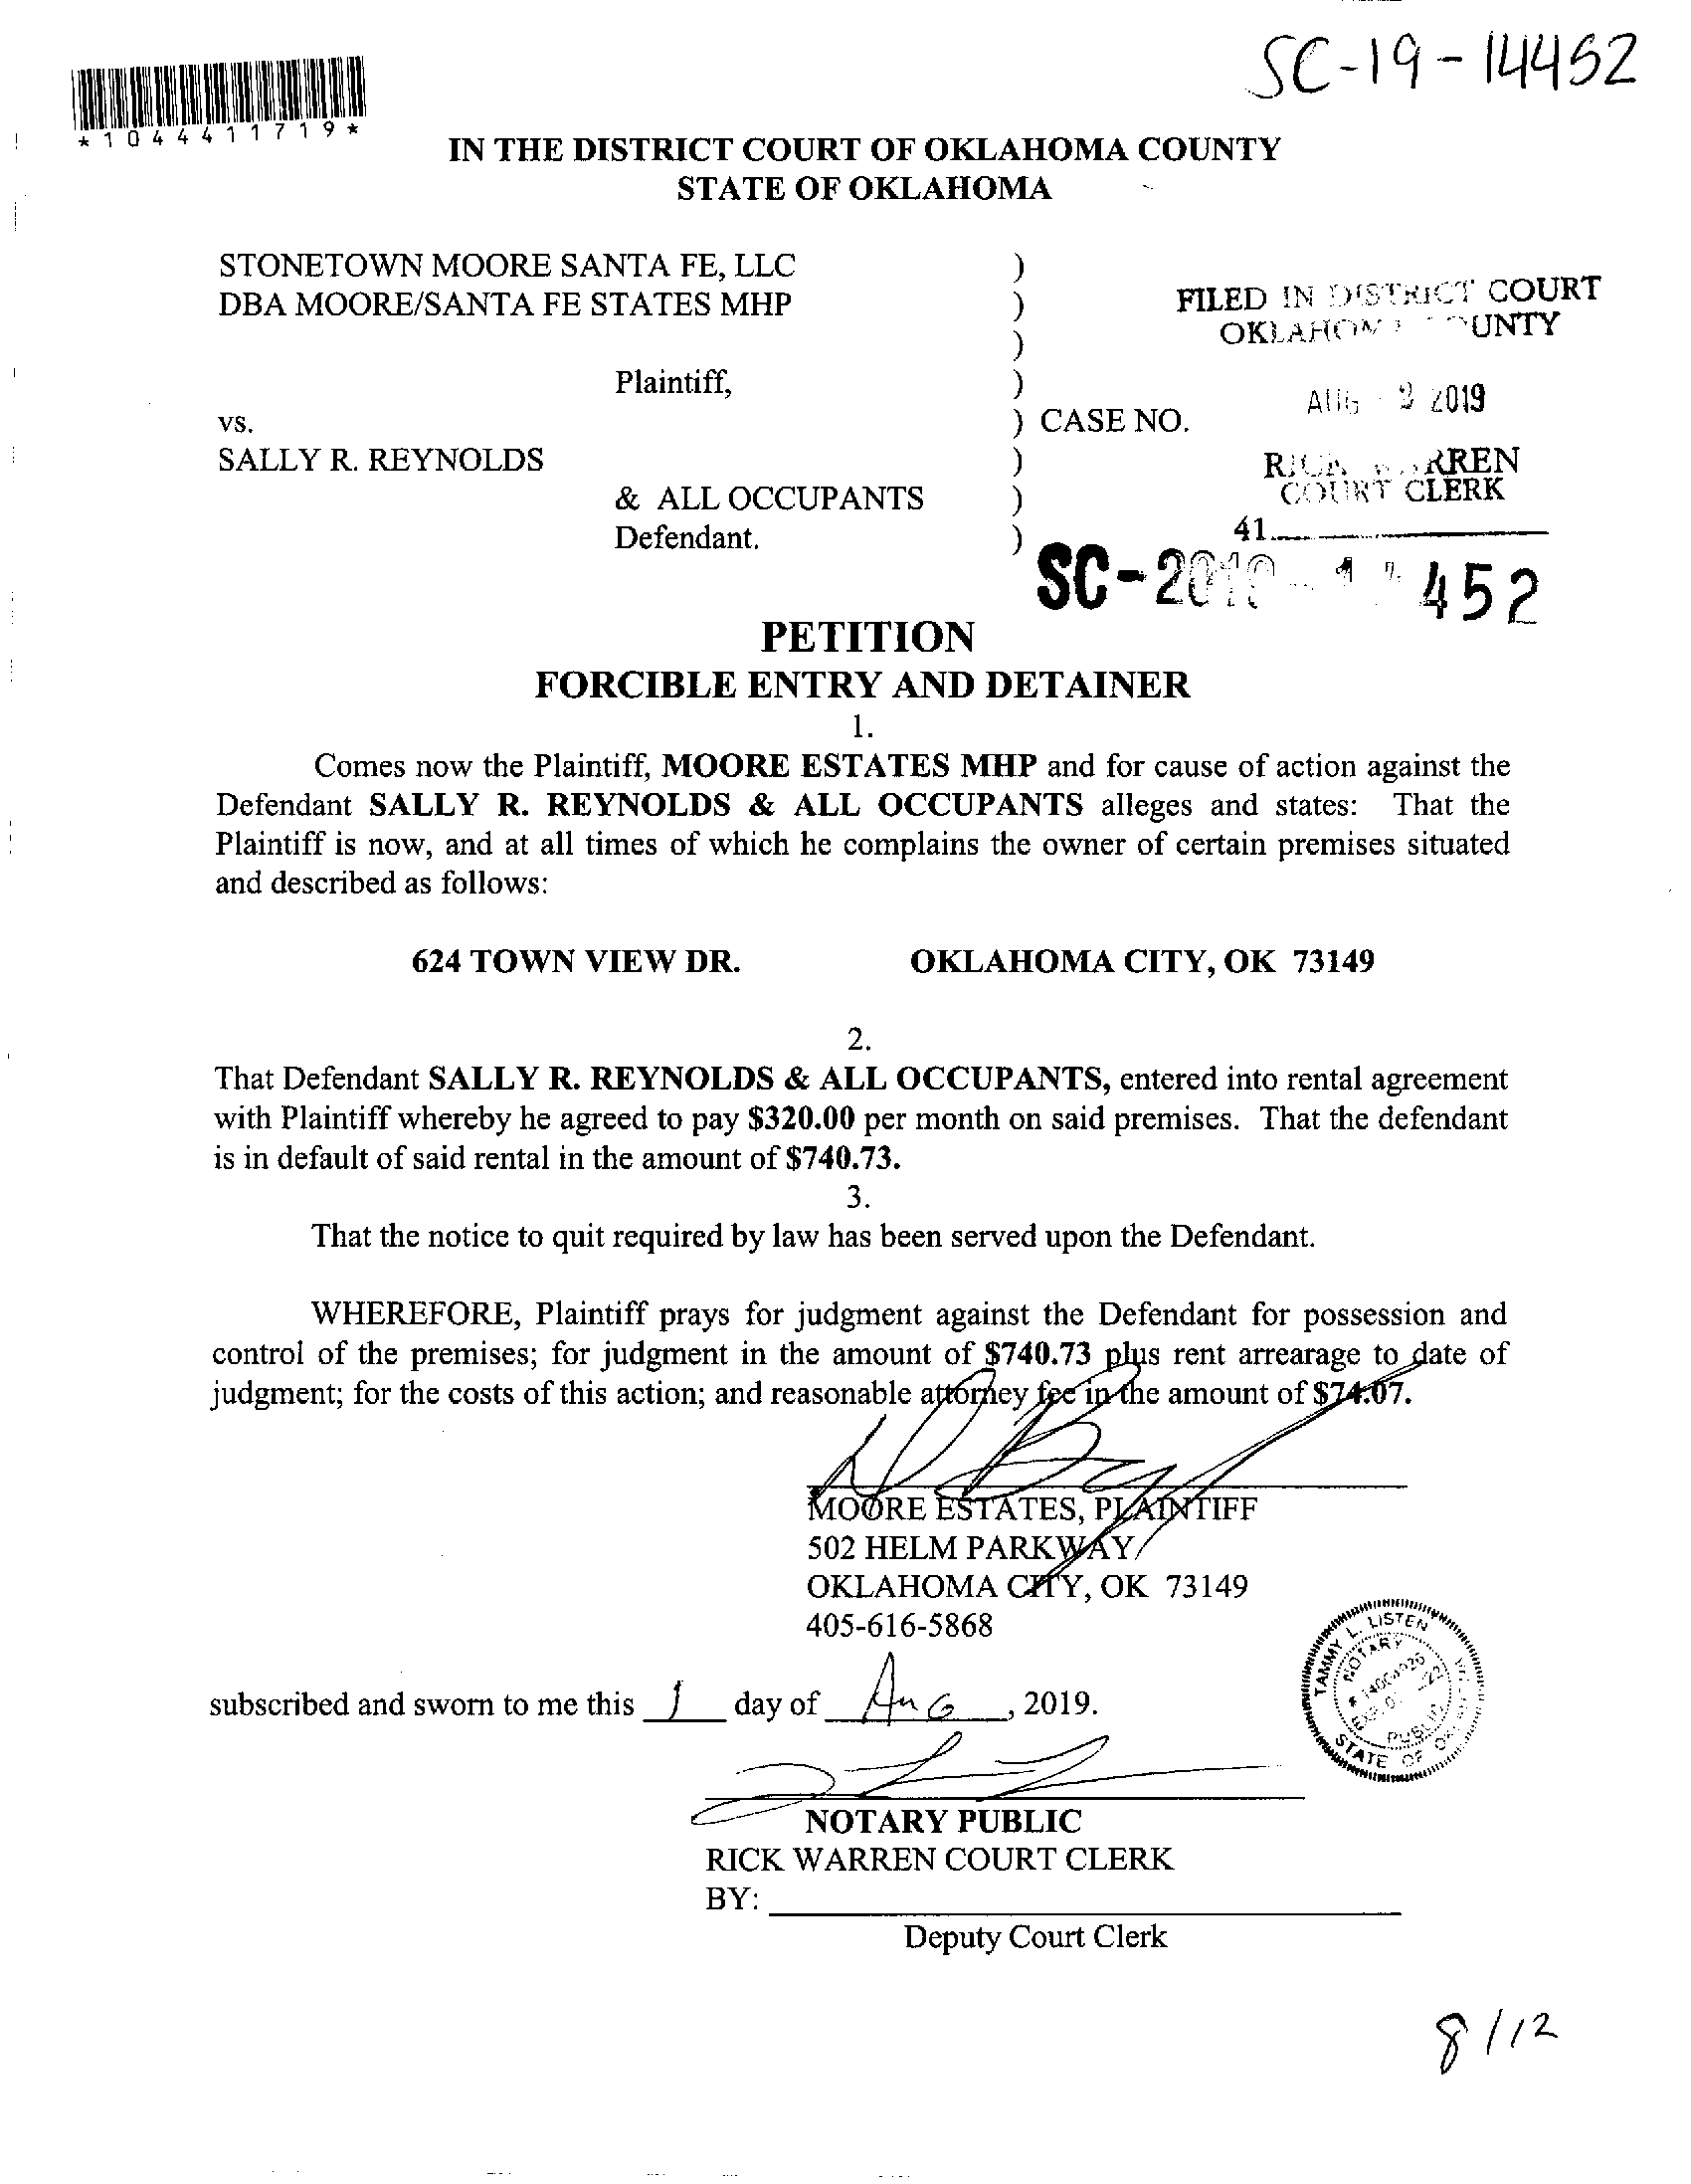 SC-19-14452
*1044411719*
IN THE DISTRICT COURT OF OKLAHOMA COUNTY
STATE OF OKLAHOMA
STONETOWN MOORE SANTA FE, LLC )
DBA MOORE/SANTA FE STATES MHP )
)
Plaintiff, )
vs. ) CASE NO.
SALLY R. REYNOLDS )
& ALL OCCUPANTS )
Defendant. )
FILED IN DISTRICT COURT
UNTY
AUG 2019
RREN
COURT CLERK
41
SC-2019 452
PETITION
FORCIBLE ENTRY AND DETAINER
1.
Comes now the Plaintiff, MOORE ESTATES MHP and for cause of action against the
Defendant SALLY R. REYNOLDS & ALL OCCUPANTS alleges and states: That the
Plaintiff is now, and at all times of which he complains the owner of certain premises situated
and described as follows:
624 TOWN VIEW DR. OKLAHOMA CITY, OK 73149
2.
That Defendant SALLY R. REYNOLDS & ALL OCCUPANTS, entered into rental agreement
with Plaintiff whereby he agreed to pay $320.00 per month on said premises. That the defendant
is in default of said rental in the amount of $740.73.
3.
That the notice to quit required by law has been served upon the Defendant.
WHEREFORE, Plaintiff prays for judgment against the Defendant for possession and
control of the premises; for judgment in the amount of $740.73 plus rent arrearage to date of
judgment; for the costs of this action; and reasonable attorney fee in the amount of $74.07.
MOORE ESTATES, PLAINTIFF
502 HELM PARKWAY
OKLAHOMA CITY, OK 73149
405-616-5868
TAMMY L. LISTEN
NOTARY
PUBLIC
STATE OF
subscribed and sworn to me this 1 day of Aug, 2019.
NOTARY PUBLIC
RICK WARREN COURT CLERK
BY:
Deputy Court Clerk
8/12